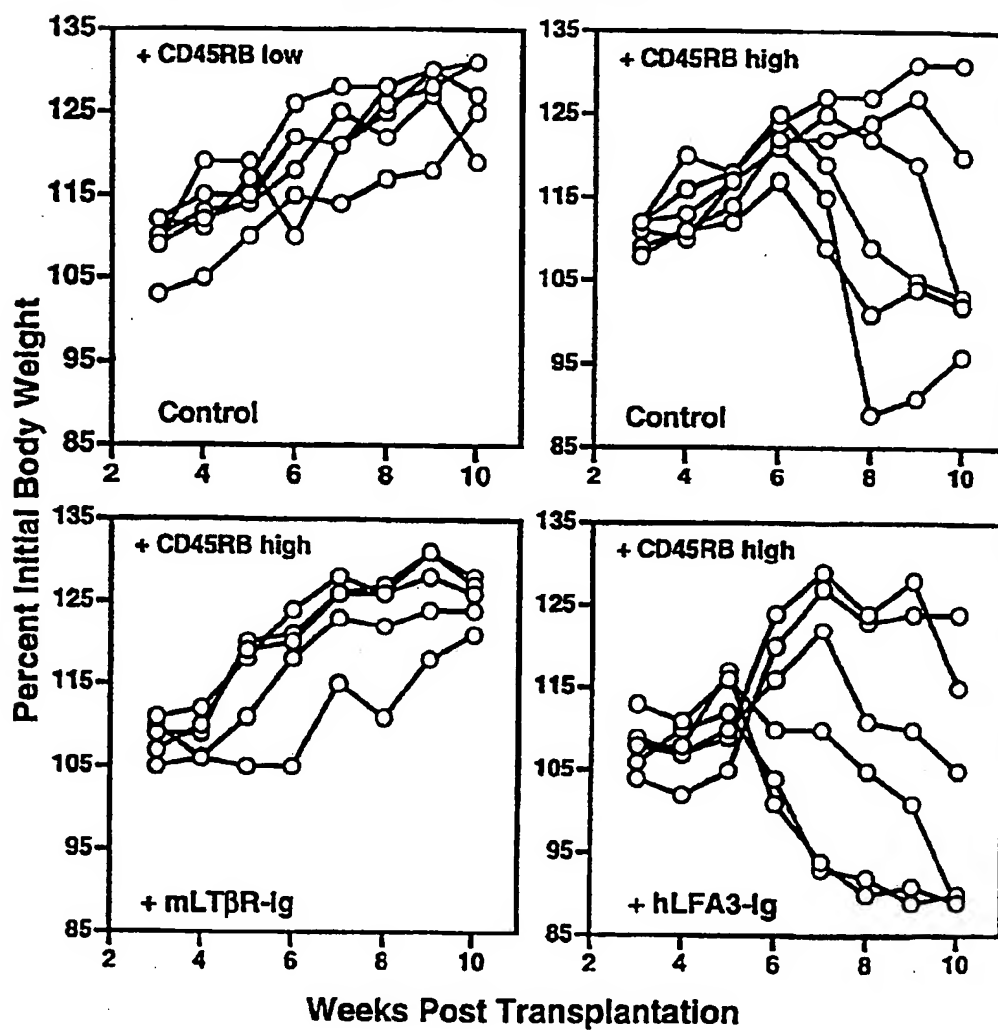 Percent Initial Body Weight
135
125
115
105
95
85
+ CD45RB low
Control
2 4 6 8 10
135
125
115
105
95
85
+ CD45RB high
Control
2 4 6 8 10
135
125
115
105
95
85
+ CD45RB high
+ mLTβR-Ig
2 4 6 8 10
135
125
115
105
95
85
+ CD45RB high
+ hLFA3-Ig
2 4 6 8 10
Weeks Post Transplantation